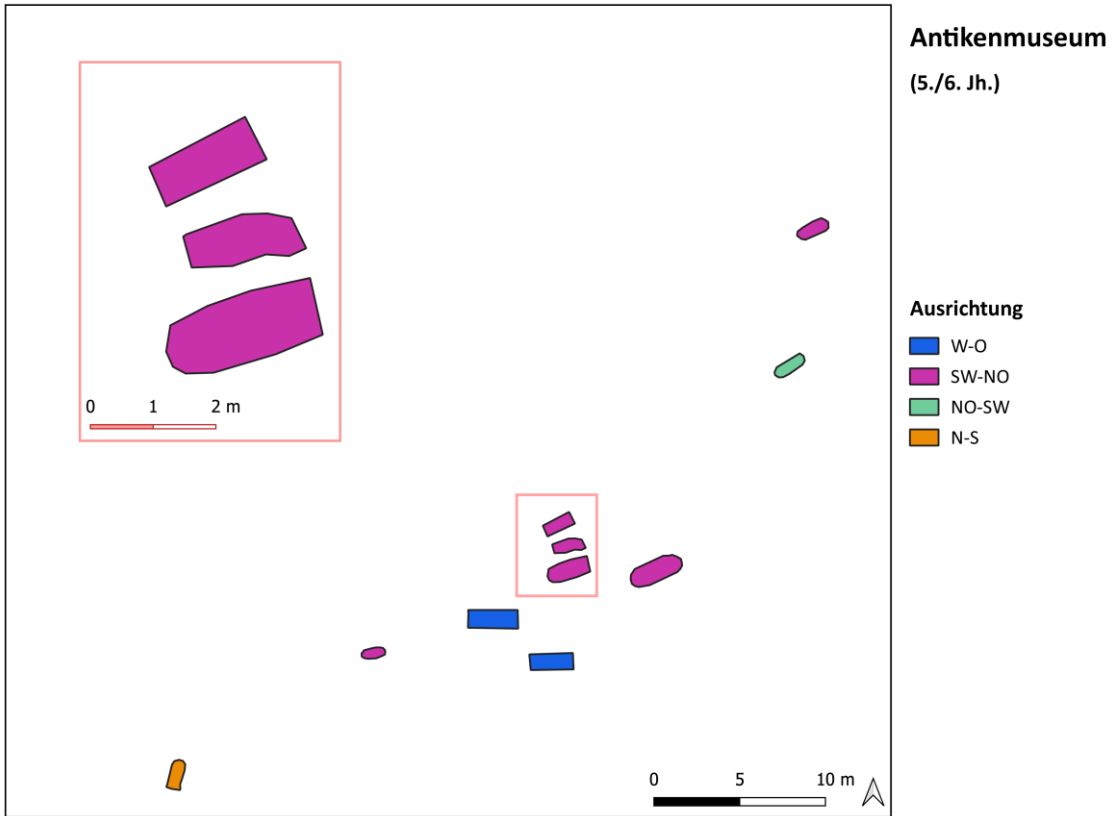 Antikenmuseum
(5./6. Jh.)
0 1 2 m
Ausrichtung
W-O
SW-NO
NO-SW
N-S
0 5 10 m